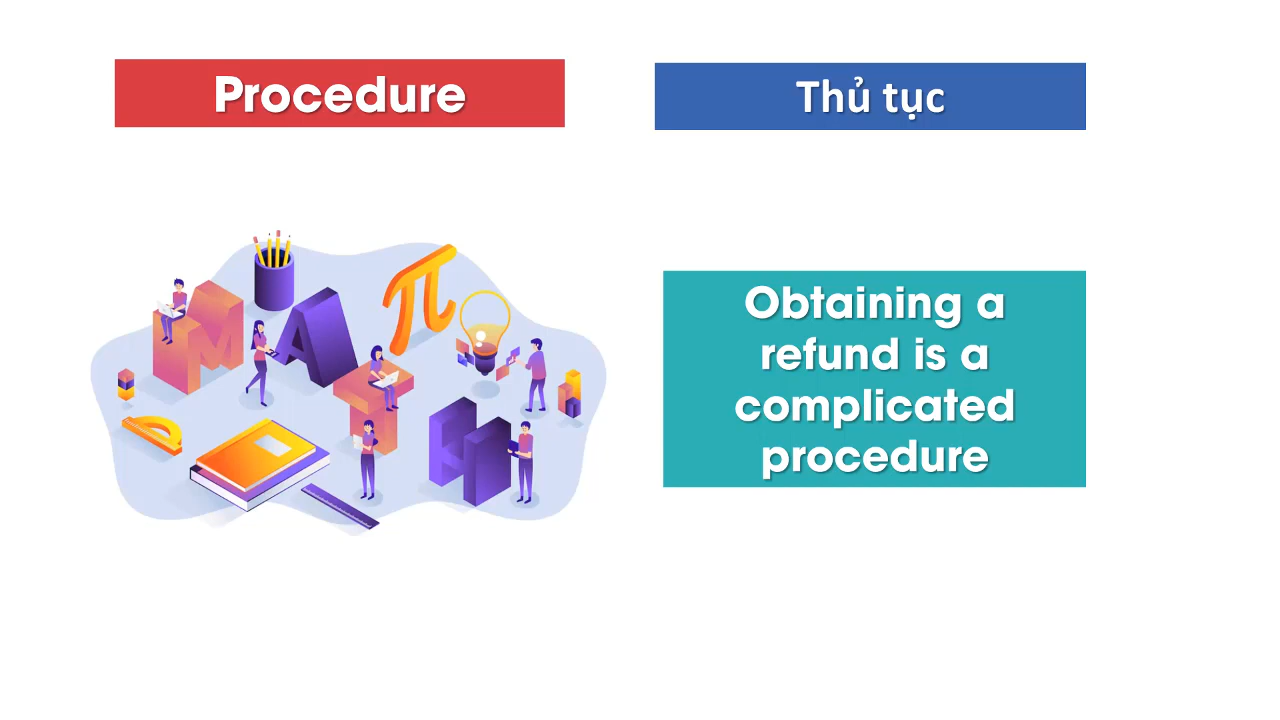 Procedure
Thủ tục
M
A
π
T
H
Obtaining a
refund is a
complicated
procedure